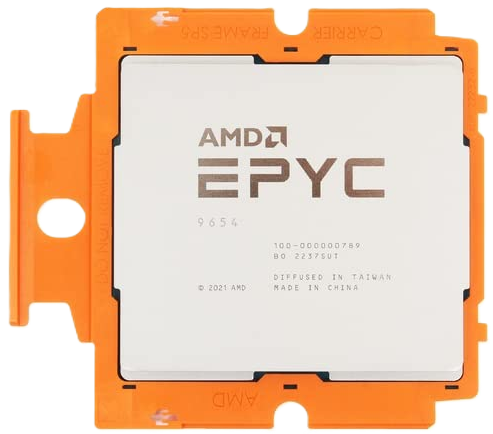 CARRIER
FRAME SP5
AMD
EPYC
9654
100-000000789
B0 2237SUT
DIFFUSED IN TAIWAN
© 2021 AMD
MADE IN CHINA
AMD